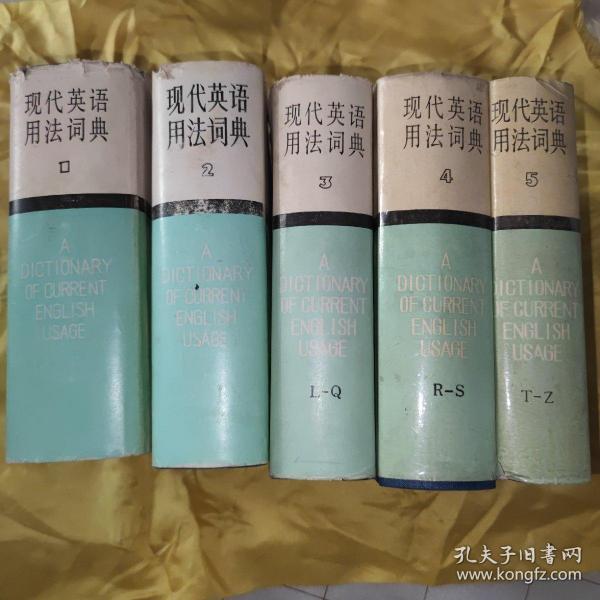 现代英语
用法词典
1
A
DICTIONARY
OF CURRENT
ENGLISH
USAGE
现代英语
用法词典
2
A
DICTIONARY
OF CURRENT
ENGLISH
USAGE
现代英语
用法词典
3
A
DICTIONARY
OF CURRENT
ENGLISH
USAGE
L-Q
现代英语
用法词典
4
A
DICTIONARY
OF CURRENT
ENGLISH
USAGE
R-S
现代英语
用法词典
5
A
DICTIONARY
OF CURRENT
ENGLISH
USAGE
T-Z
孔夫子旧书网
www.kongfz.com